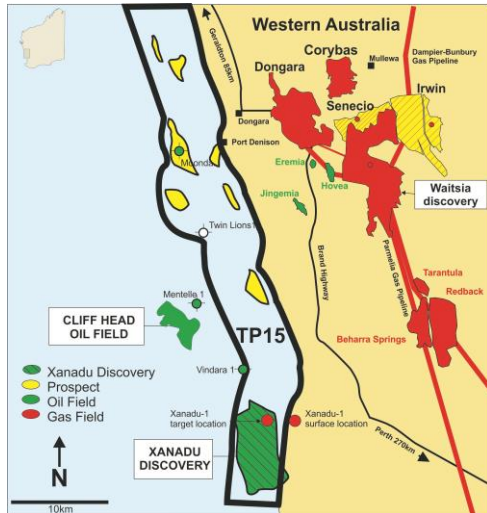 Western Australia
Geraldton 85km
Corybas
Mullewa
Dampier-Bunbury
Gas Pipeline
Dongara
Irwin
Senecio
Dongara
Port Denison
Moonda
Eremia
Hovea
Waitsia
discovery
Jingemia
Twin Lions1
Brand Highway
Parmelia Gas Pipeline
Tarantula
Redback
Mentelle 1
CLIFF HEAD
OIL FIELD
TP15
Beharra Springs
Vindara 1
Xanadu Discovery
Prospect
Oil Field
Gas Field
Xanadu-1
target location
Xanadu-1
surface location
XANADU
DISCOVERY
Perth 270km
N
10km